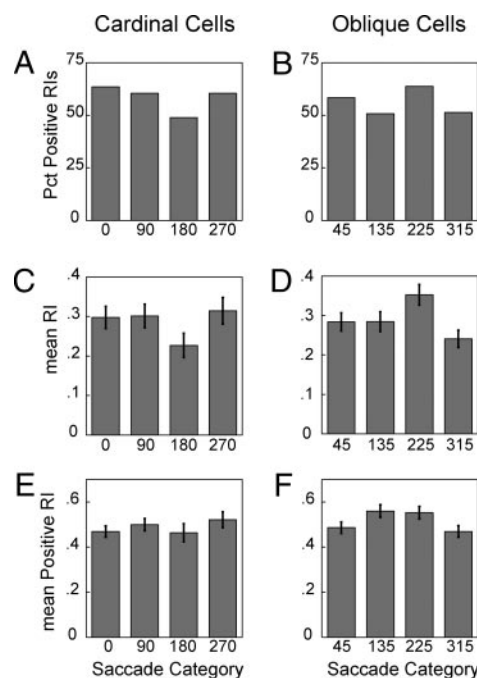 Cardinal Cells
Oblique Cells
A
Pct Positive RIs
75
50
25
0
0 90 180 270
B
75
50
25
0
45 135 225 315
C
mean RI
.4
.3
.2
.1
0
0 90 180 270
D
.4
.3
.2
.1
0
45 135 225 315
E
mean Positive RI
.6
.4
.2
0
0 90 180 270
Saccade Category
F
.6
.4
.2
0
45 135 225 315
Saccade Category